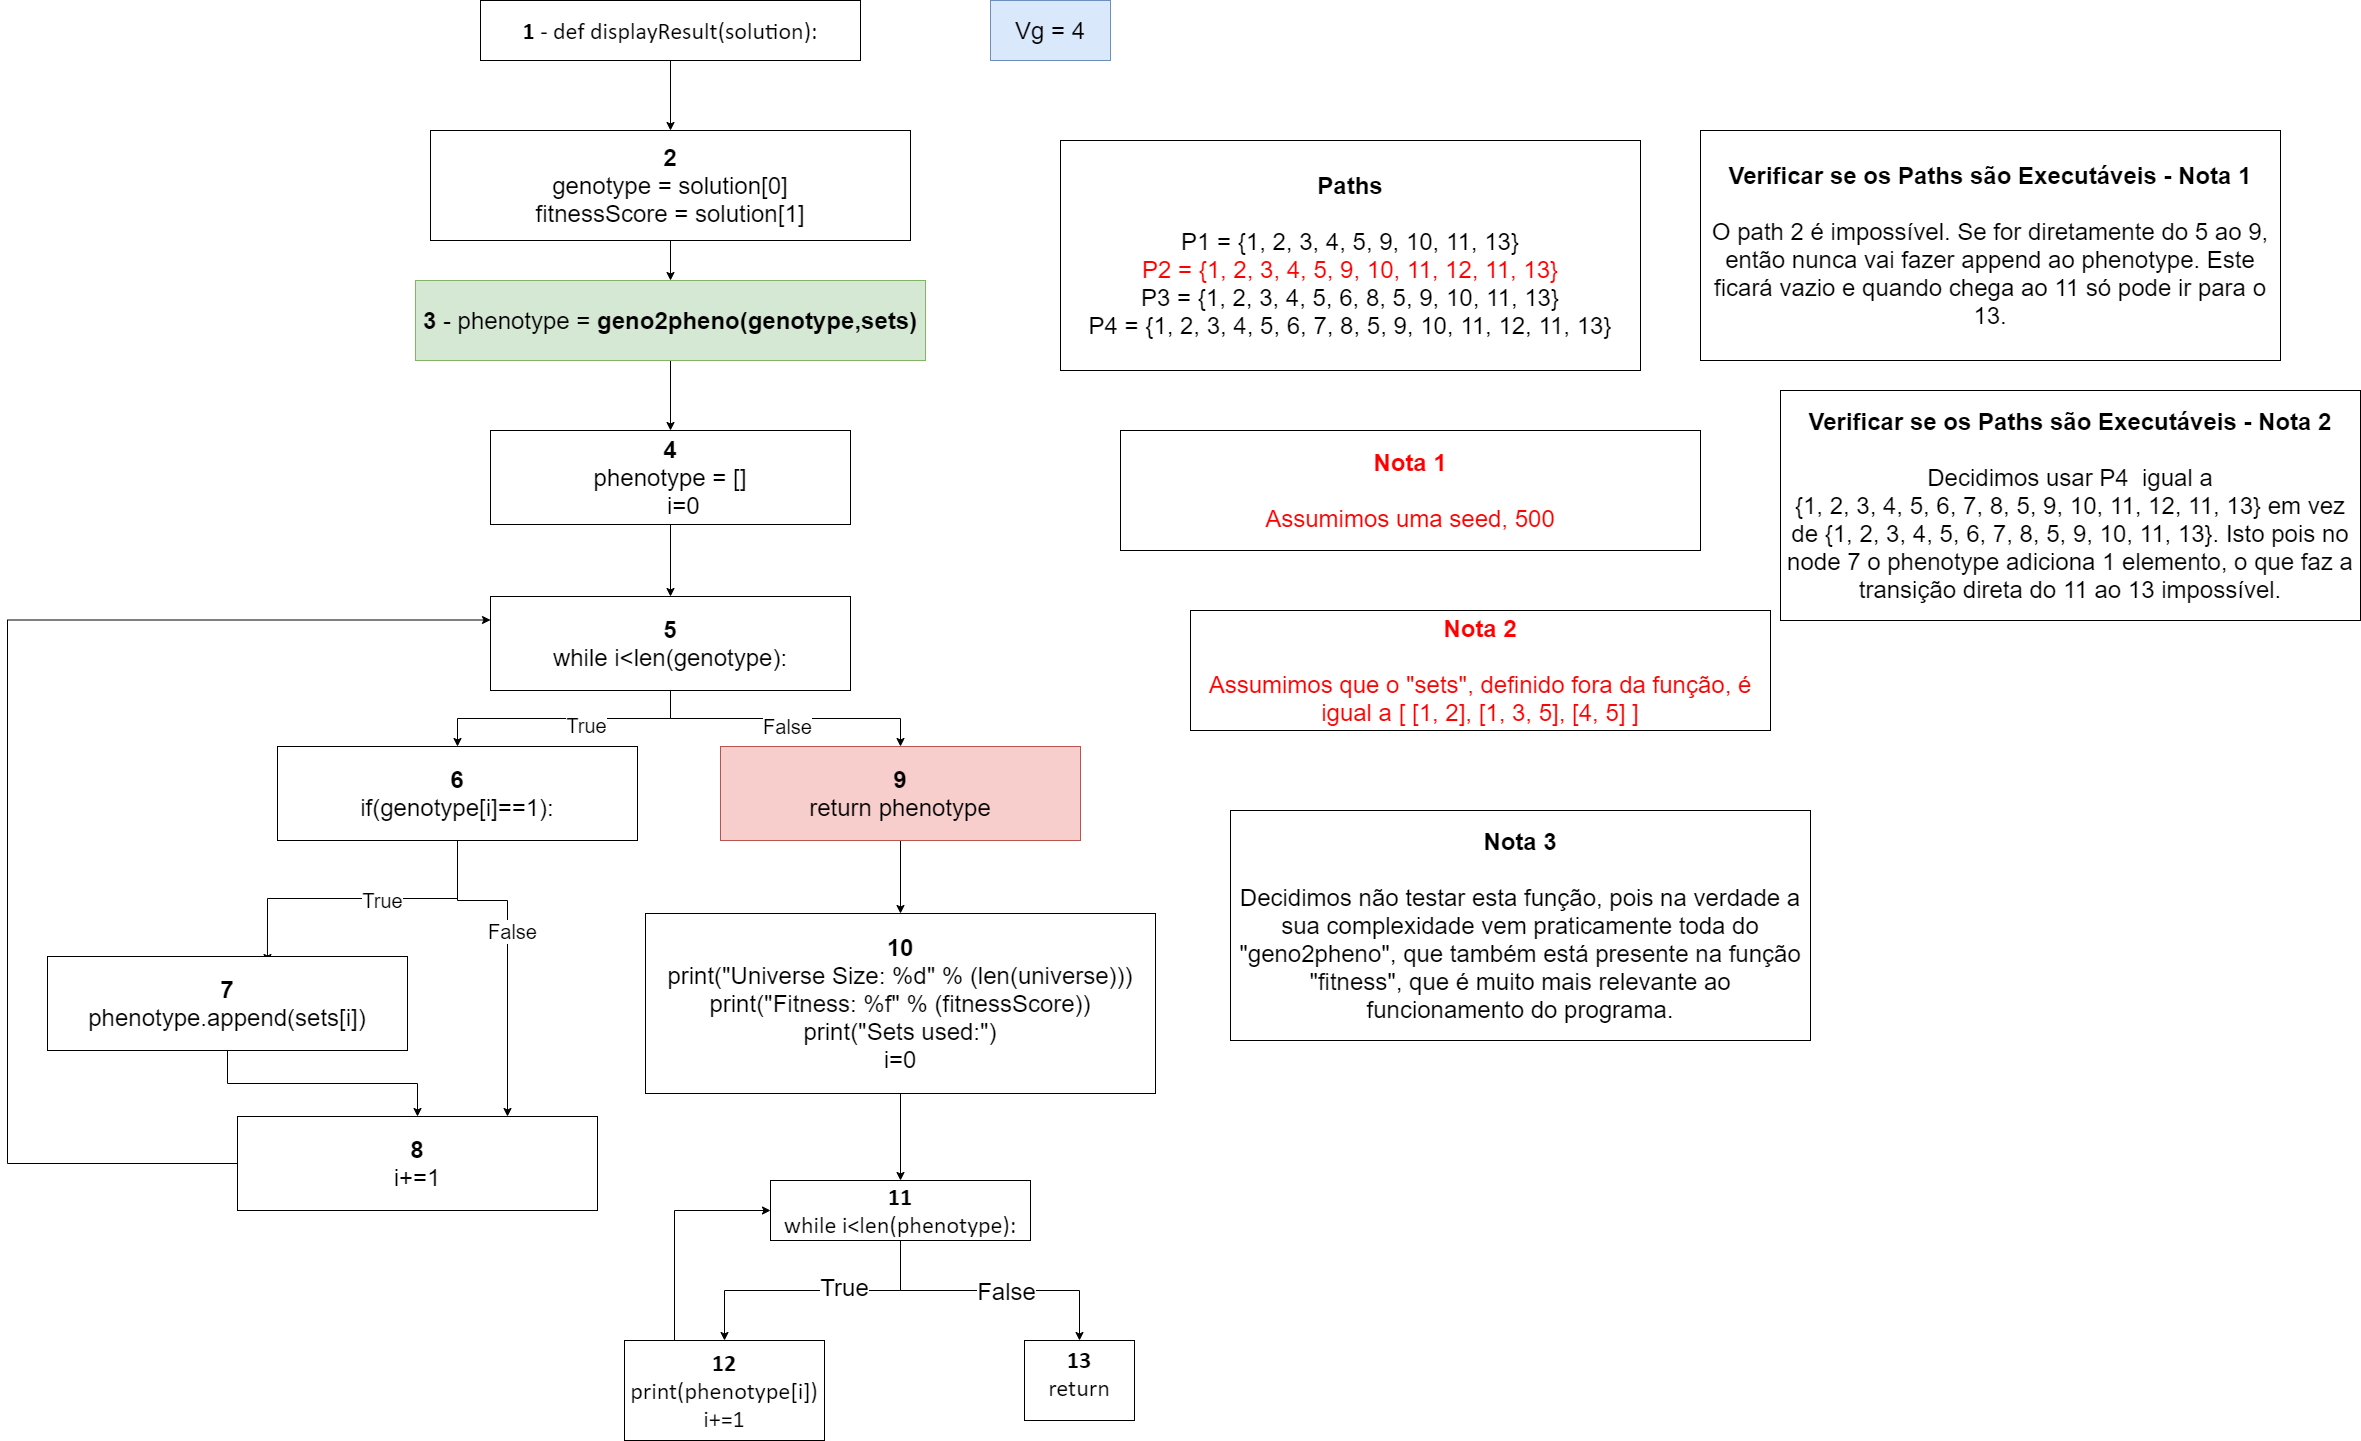 1 - def displayResult(solution):
Vg = 4
2
genotype = solution[0]
fitnessScore = solution[1]
3 - phenotype = geno2pheno(genotype,sets)
4
phenotype = []
i=0
5
while i<len(genotype):
True
False
6
if(genotype[i]==1):
9
return phenotype
True
False
7
phenotype.append(sets[i])
8
i+=1
10
print("Universe Size: %d" % (len(universe)))
print("Fitness: %f" % (fitnessScore))
print("Sets used:")
i=0
11
while i<len(phenotype):
True
False
12
print(phenotype[i])
i+=1
13
return
Paths
P1 = {1, 2, 3, 4, 5, 9, 10, 11, 13}
P2 = {1, 2, 3, 4, 5, 9, 10, 11, 12, 11, 13}
P3 = {1, 2, 3, 4, 5, 6, 8, 5, 9, 10, 11, 13}
P4 = {1, 2, 3, 4, 5, 6, 7, 8, 5, 9, 10, 11, 12, 11, 13}
Verificar se os Paths são Executáveis - Nota 1
O path 2 é impossível. Se for diretamente do 5 ao 9,
então nunca vai fazer append ao phenotype. Este
ficará vazio e quando chega ao 11 só pode ir para o
13.
Verificar se os Paths são Executáveis - Nota 2
Decidimos usar P4 igual a
{1, 2, 3, 4, 5, 6, 7, 8, 5, 9, 10, 11, 12, 11, 13} em vez
de {1, 2, 3, 4, 5, 6, 7, 8, 5, 9, 10, 11, 13}. Isto pois no
node 7 o phenotype adiciona 1 elemento, o que faz a
transição direta do 11 ao 13 impossível.
Nota 1
Assumimos uma seed, 500
Nota 2
Assumimos que o "sets", definido fora da função, é
igual a [ [1, 2], [1, 3, 5], [4, 5] ]
Nota 3
Decidimos não testar esta função, pois na verdade a
sua complexidade vem praticamente toda do
"geno2pheno", que também está presente na função
"fitness", que é muito mais relevante ao
funcionamento do programa.